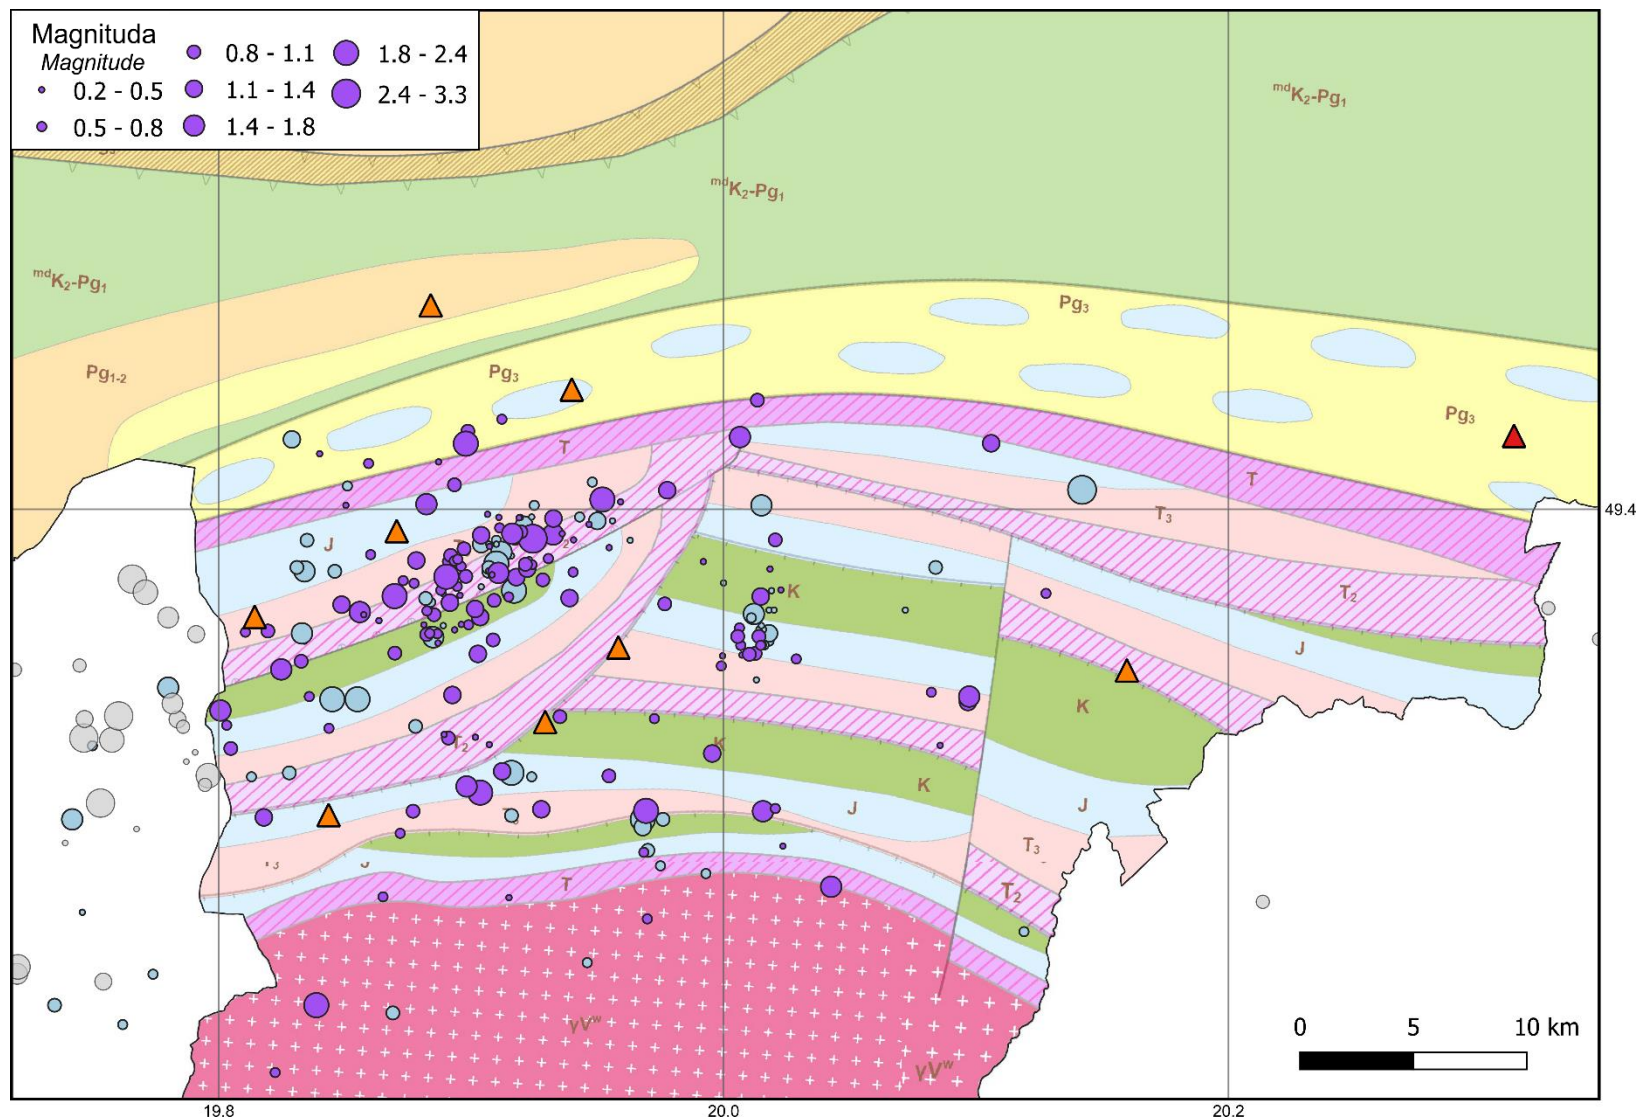 Magnituda
Magnitude
0.2 - 0.5
0.5 - 0.8
0.8 - 1.1
1.1 - 1.4
1.4 - 1.8
1.8 - 2.4
2.4 - 3.3
mdK2-Pg1
mdK2-Pg1
mdK2-Pg1
Pg3
Pg1-2
Pg3
Pg3
T
T
49.4
T3
J
K
T2
J
K
T2
K
K
J
J
T3
T3
T
T2
γVw
γVw
0 5 10 km
19.8 20.0 20.2